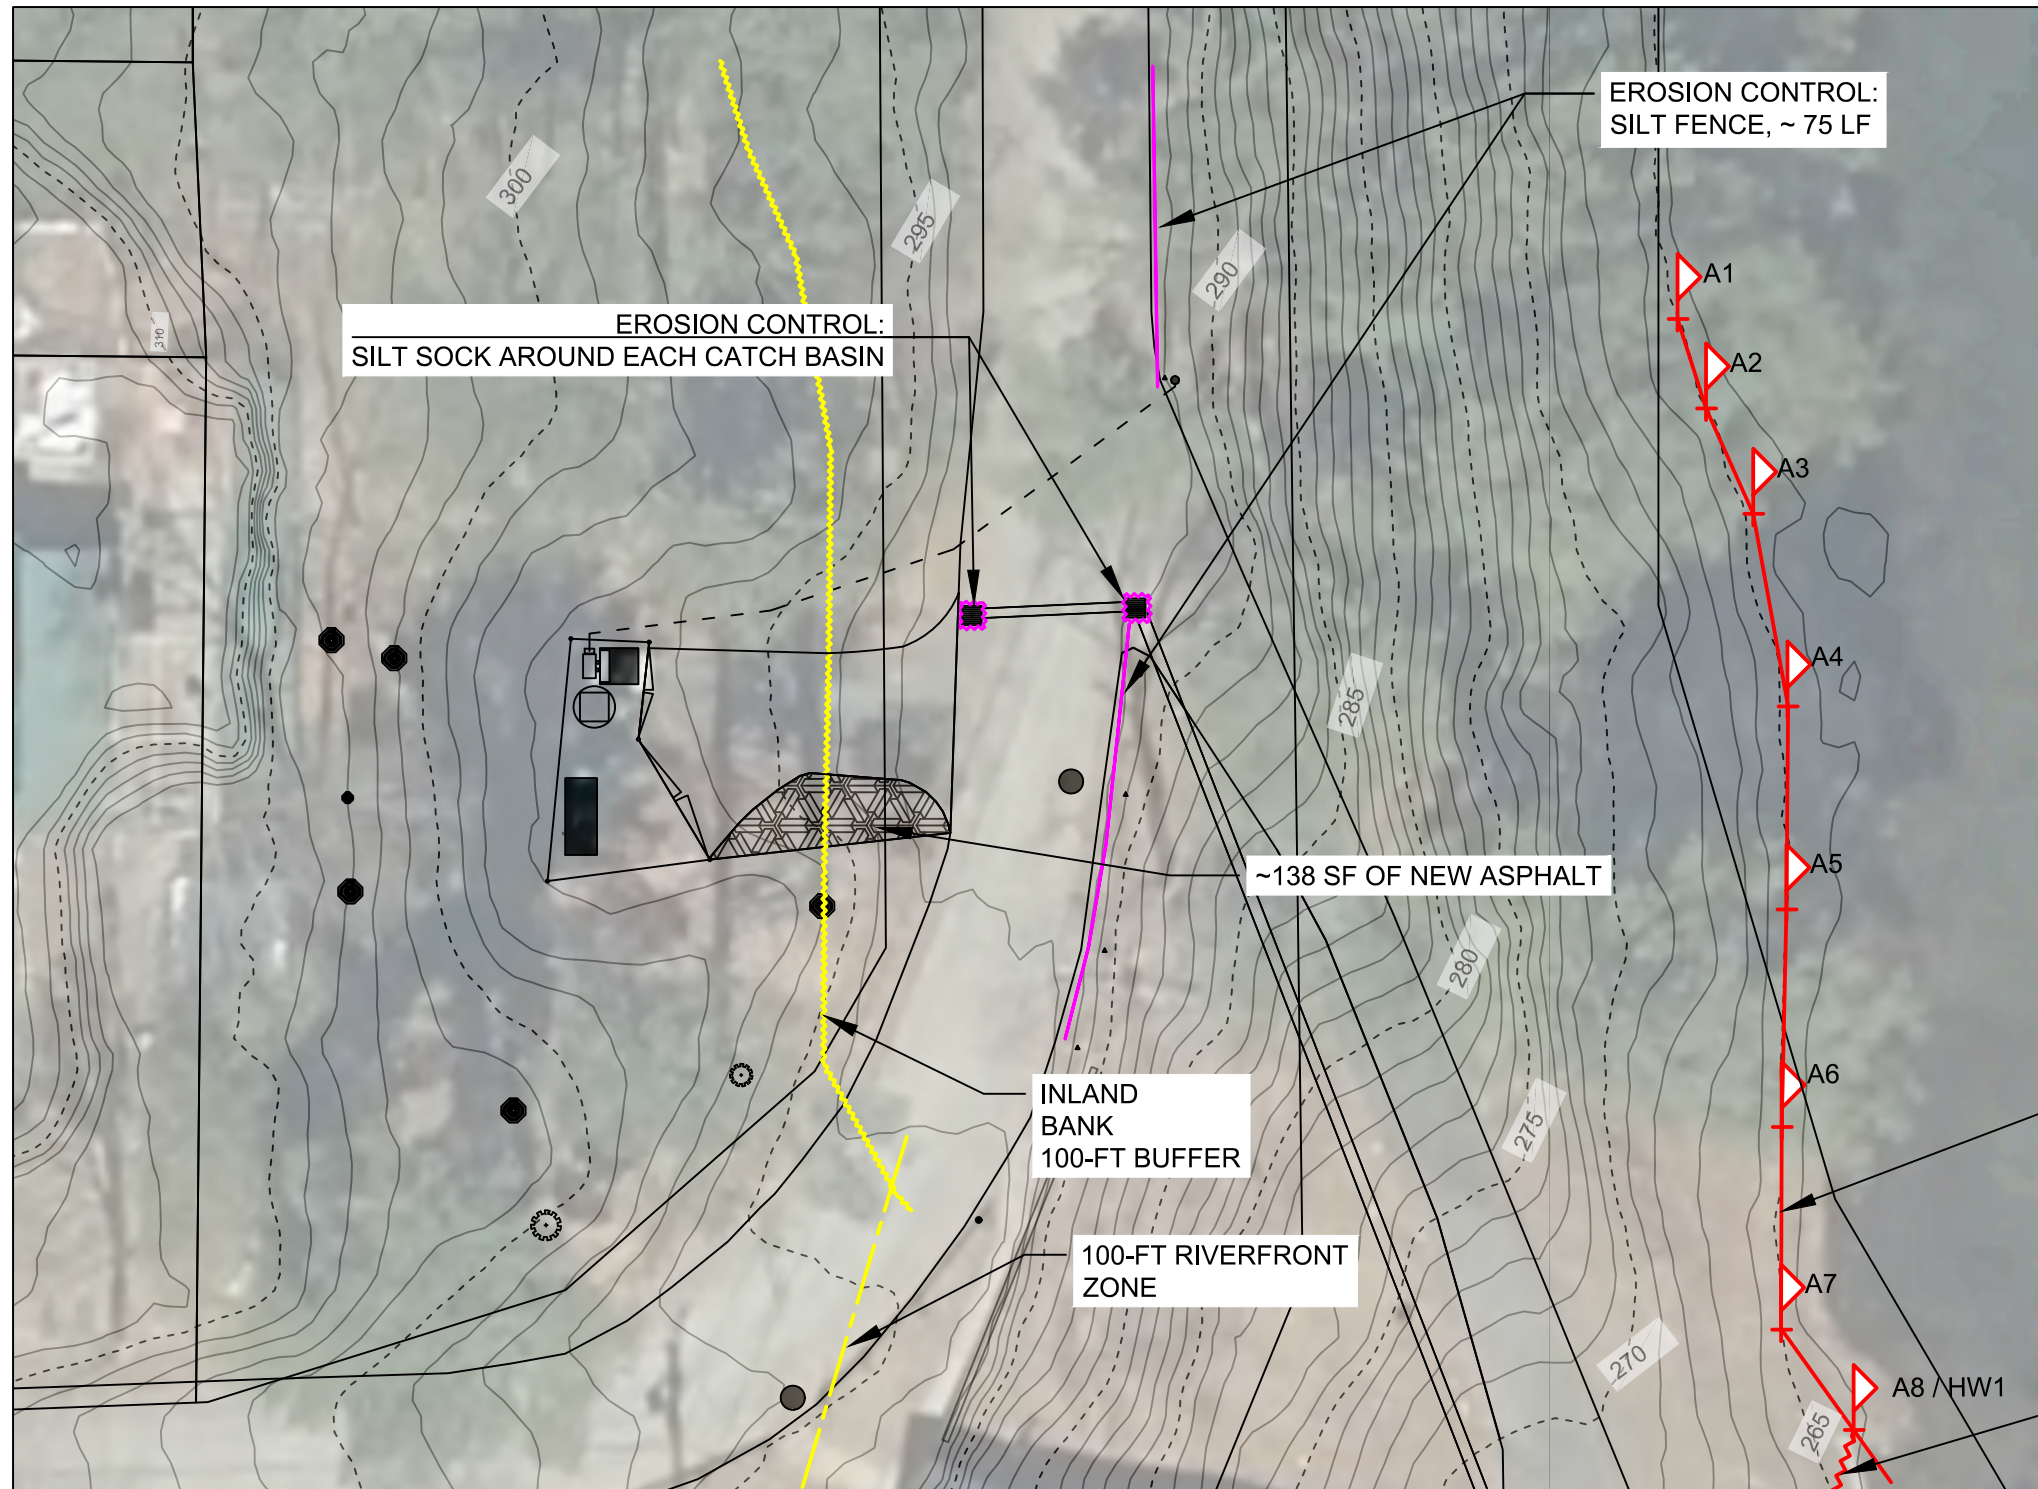 EROSION CONTROL:
SILT FENCE, ~ 75 LF
300
295
290
A1
310
EROSION CONTROL:
SILT SOCK AROUND EACH CATCH BASIN
A2
A3
A4
285
A5
~138 SF OF NEW ASPHALT
280
A6
INLAND
BANK
100-FT BUFFER
275
100-FT RIVERFRONT
ZONE
A7
270
A8 / HW1
265